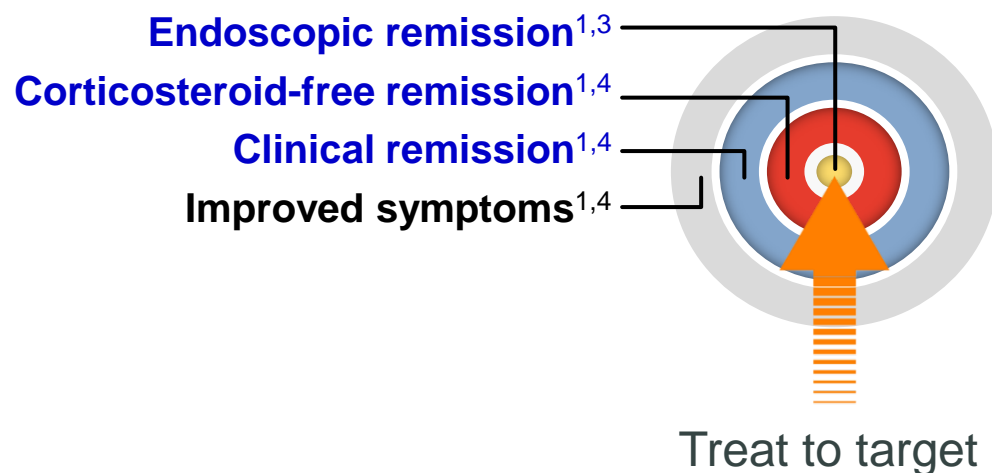 Endoscopic remission1,3
Corticosteroid-free remission1,4
Clinical remission1,4
Improved symptoms1,4
Treat to target